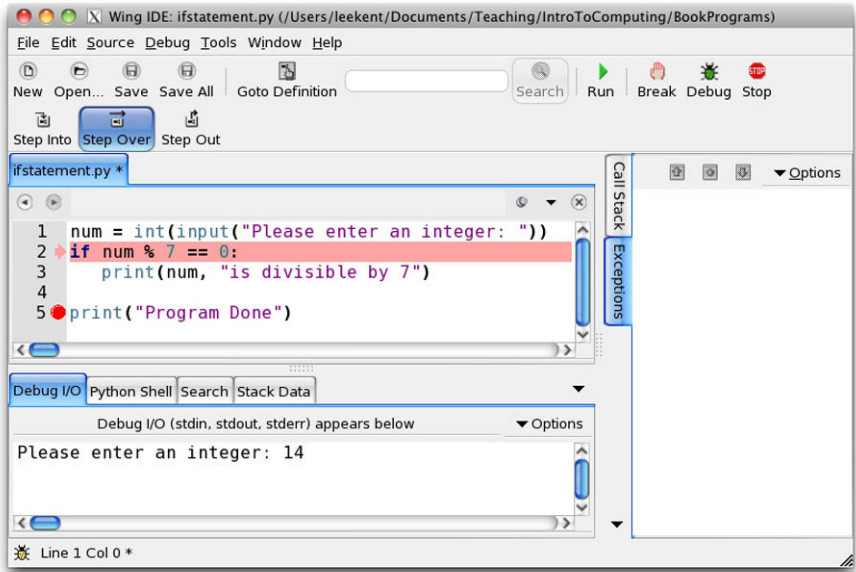 Wing IDE: ifstatement.py (/Users/leekent/Documents/Teaching/IntroToComputing/BookPrograms)
File Edit Source Debug Tools Window Help
New Open... Save Save All Goto Definition Search Run Break Debug Stop
STOP
Step Into Step Over Step Out
ifstatement.py *
1 num = int(input("Please enter an integer: "))
2 if num % 7 == 0:
3 print(num, "is divisible by 7")
4
5 print("Program Done")
Call Stack
Exceptions
Options
Debug I/O Python Shell Search Stack Data
Debug I/O (stdin, stdout, stderr) appears below Options
Please enter an integer: 14
Line 1 Col 0 *